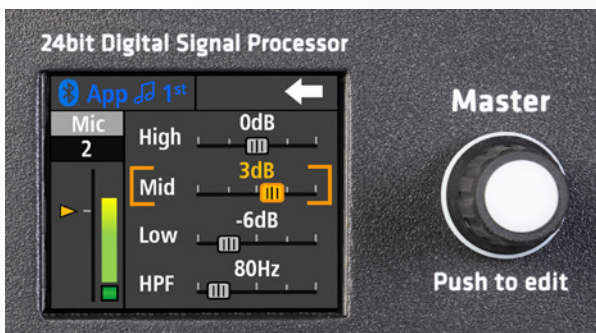 24bit Digital Signal Processor
App 1st
Mic
2
High 0dB
Mid 3dB
Low -6dB
HPF 80Hz
Master
Push to edit